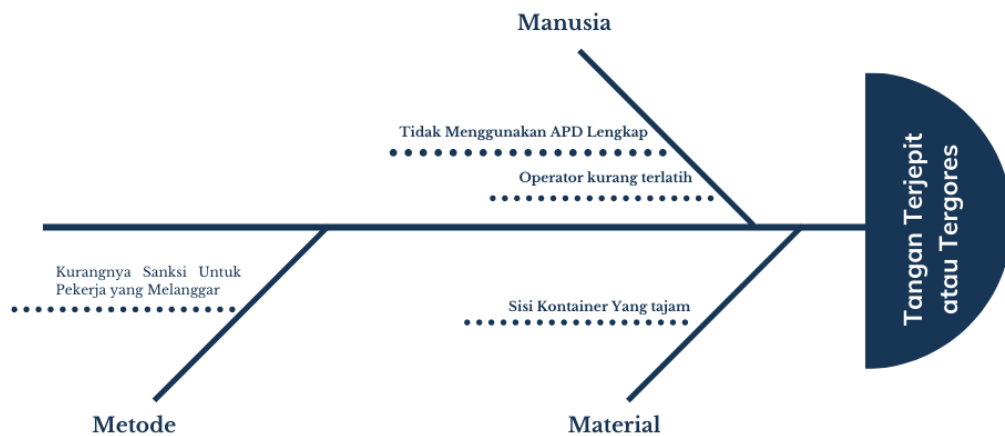 Manusia
Tidak Menggunakan APD Lengkap
Operator kurang terlatih
Tangan Terjepit
atau Tergores
Kurangnya Sanksi Untuk
Pekerja yang Melanggar
Sisi Kontainer Yang tajam
Metode
Material